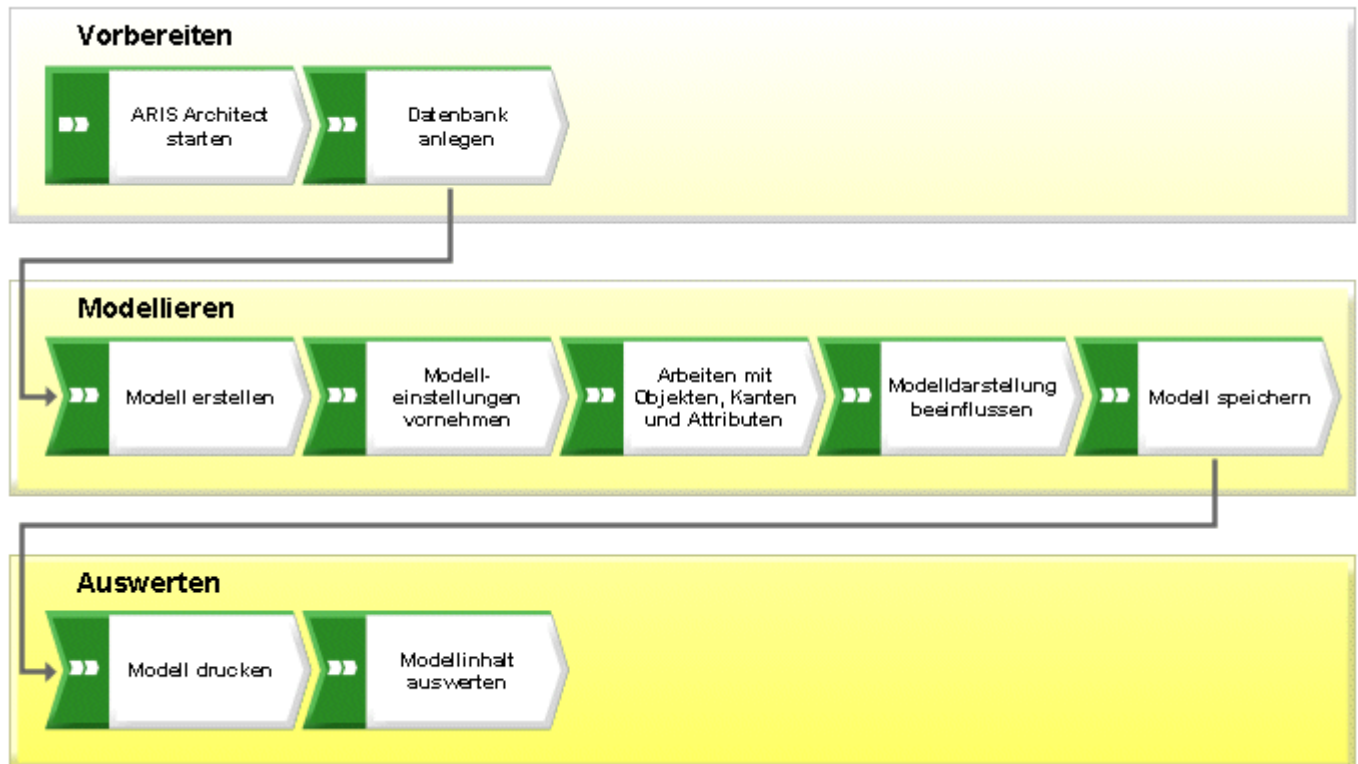 Vorbereiten
ARIS Architect
starten
Datenbank
anlegen
Modellieren
Modell erstellen
Modell-
einstellungen
vornehmen
Arbeiten mit
Objekten, Kanten
und Attributen
Modelldarstellung
beeinflussen
Modell speichern
Auswerten
Modell drucken
Modellinhalt
auswerten